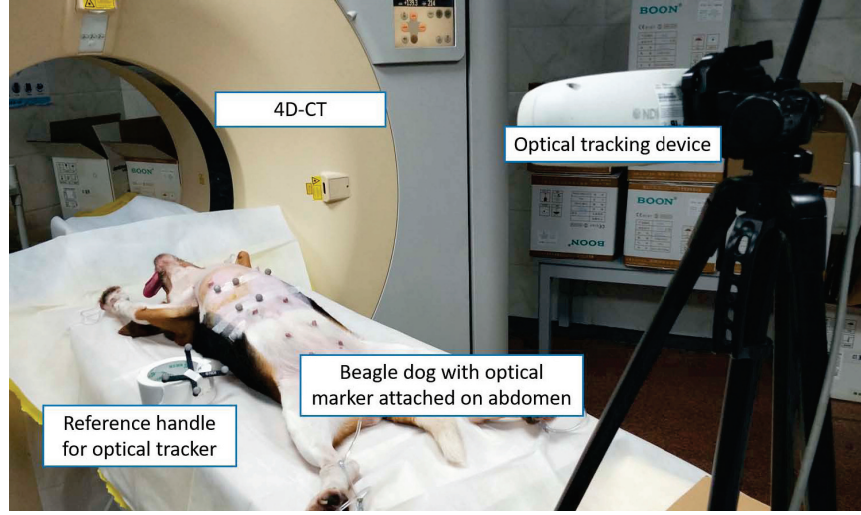 BOON
4D-CT
NDI
Optical tracking device
BOON
BOON
BOON
Beagle dog with optical
marker attached on abdomen
Reference handle
for optical tracker